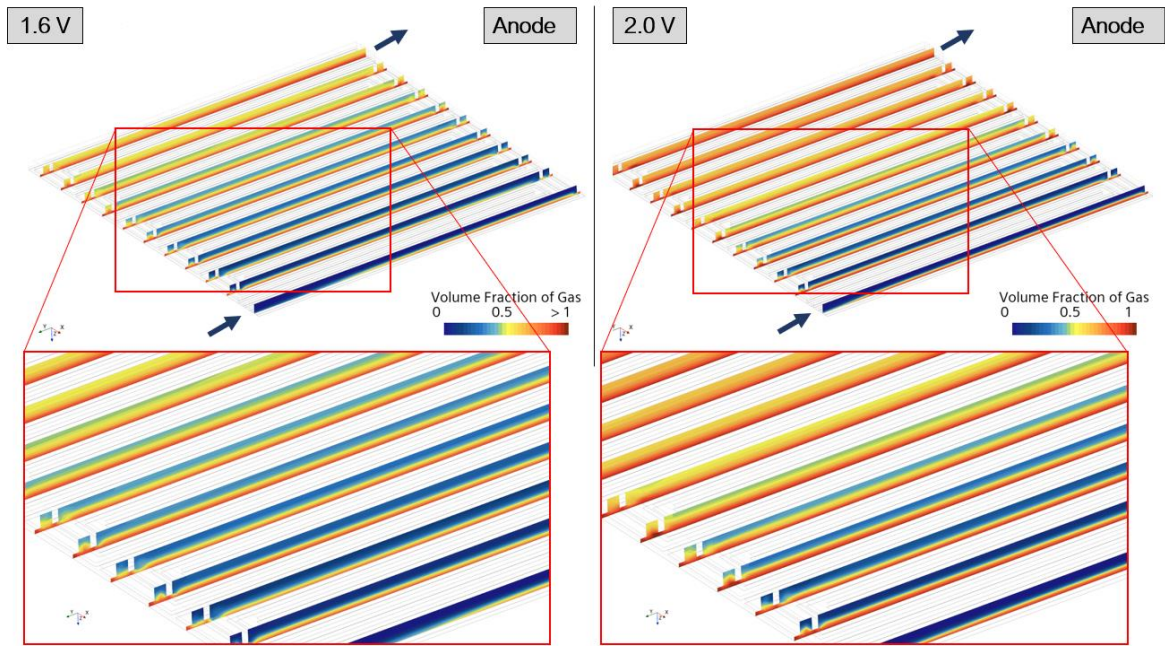 1.6 V
Anode
Volume Fraction of Gas
0 0.5 > 1
2.0 V
Anode
Volume Fraction of Gas
0 0.5 1